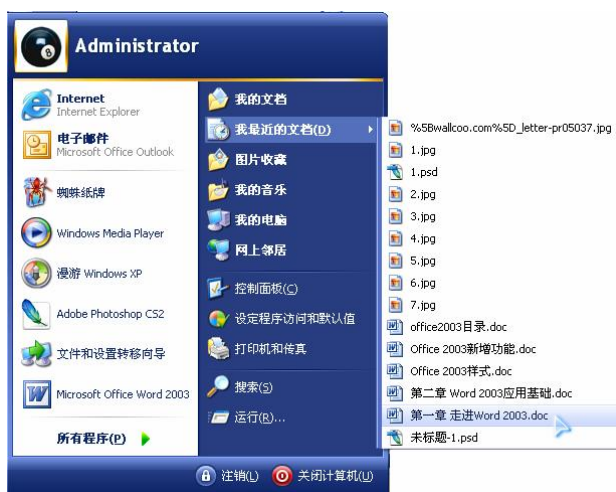 Administrator
Internet
Internet Explorer
电子邮件
Microsoft Office Outlook
蜘蛛纸牌
Windows Media Player
漫游 Windows XP
Adobe Photoshop CS2
文件和设置转移向导
Microsoft Office Word 2003
所有程序(P)
我的文档
我最近的文档(D)
图片收藏
我的音乐
我的电脑
网上邻居
控制面板(C)
设定程序访问和默认值
打印机和传真
搜索(S)
运行(R)...
%5Bwallcoo.com%5D_letter-pr05037.jpg
1.jpg
1.psd
2.jpg
3.jpg
4.jpg
5.jpg
6.jpg
7.jpg
office2003目录.doc
Office 2003新增功能.doc
Office 2003样式.doc
第二章 Word 2003应用基础.doc
第一章 走进Word 2003.doc
未标题-1.psd
注销(L)
关闭计算机(U)